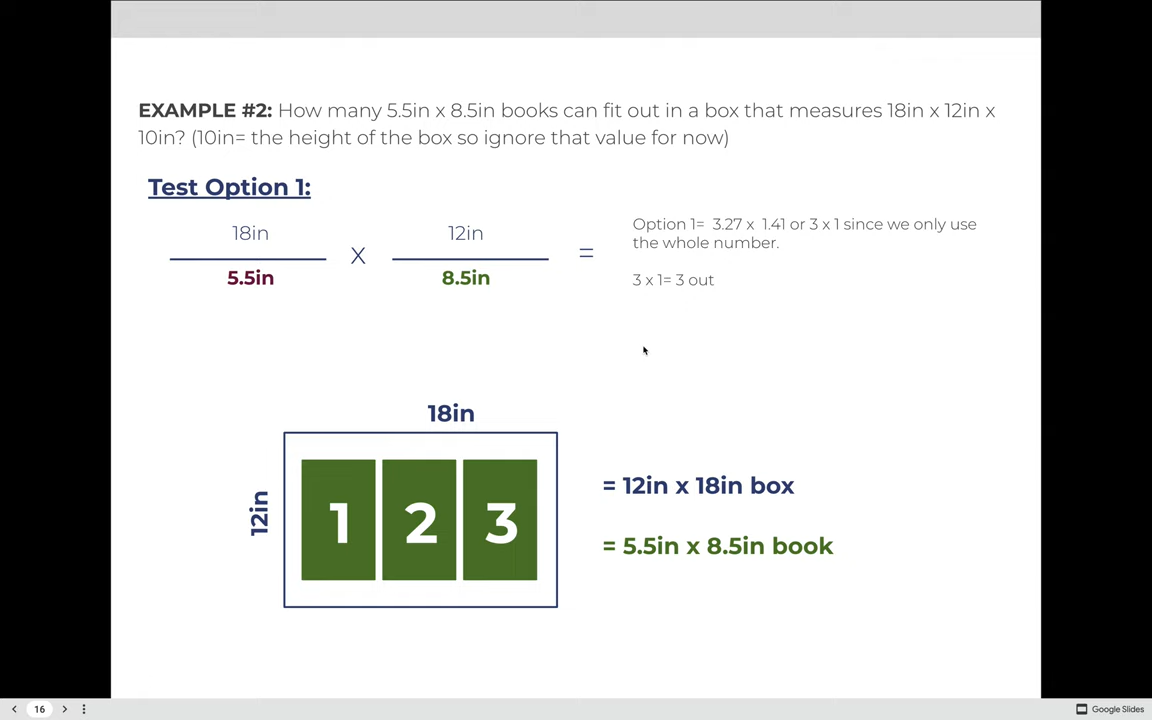 EXAMPLE #2: How many 5.5in x 8.5in books can fit out in a box that measures 18in x 12in x
10in? (10in= the height of the box so ignore that value for now)
Test Option 1:
18in
5.5in
X
12in
8.5in
=
Option 1= 3.27 x 1.41 or 3 x 1 since we only use
the whole number.
3 x 1= 3 out
18in
12in
1 2 3
= 12in x 18in box
= 5.5in x 8.5in book
16
Google Slides